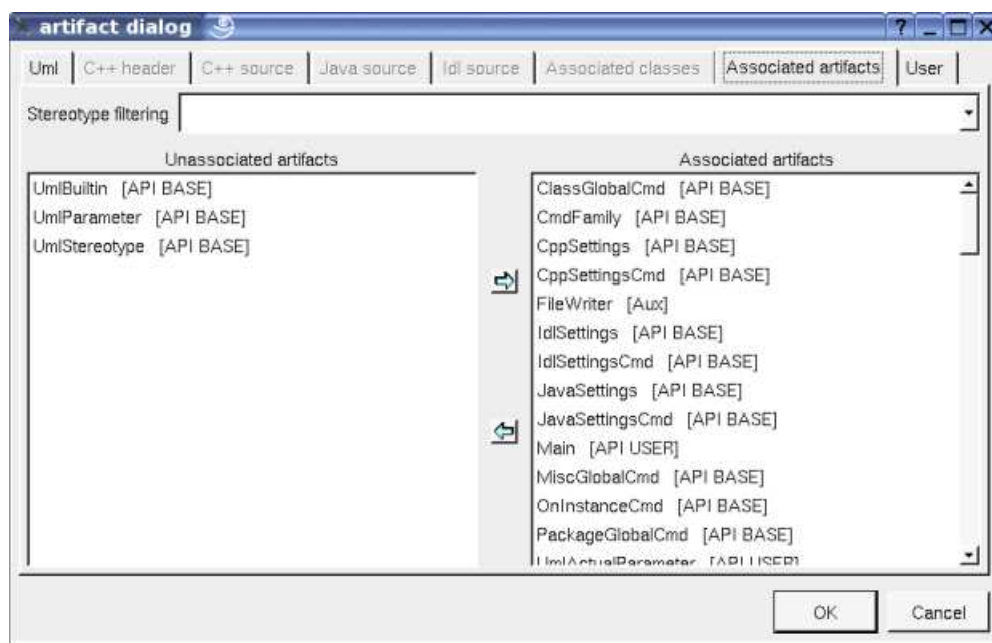 artifact dialog
Uml C++ header C++ source Java source Idl source Associated classes Associated artifacts User
Stereotype filtering
Unassociated artifacts
UmlBuiltin [API BASE]
UmlParameter [API BASE]
UmlStereotype [API BASE]
Associated artifacts
ClassGlobalCmd [API BASE]
CmdFamily [API BASE]
CppSettings [API BASE]
CppSettingsCmd [API BASE]
FileWriter [Aux]
IdlSettings [API BASE]
IdlSettingsCmd [API BASE]
JavaSettings [API BASE]
JavaSettingsCmd [API BASE]
Main [API USER]
MiscGlobalCmd [API BASE]
OnInstanceCmd [API BASE]
PackageGlobalCmd [API BASE]
UmlActualParameter [API USER]
OK Cancel